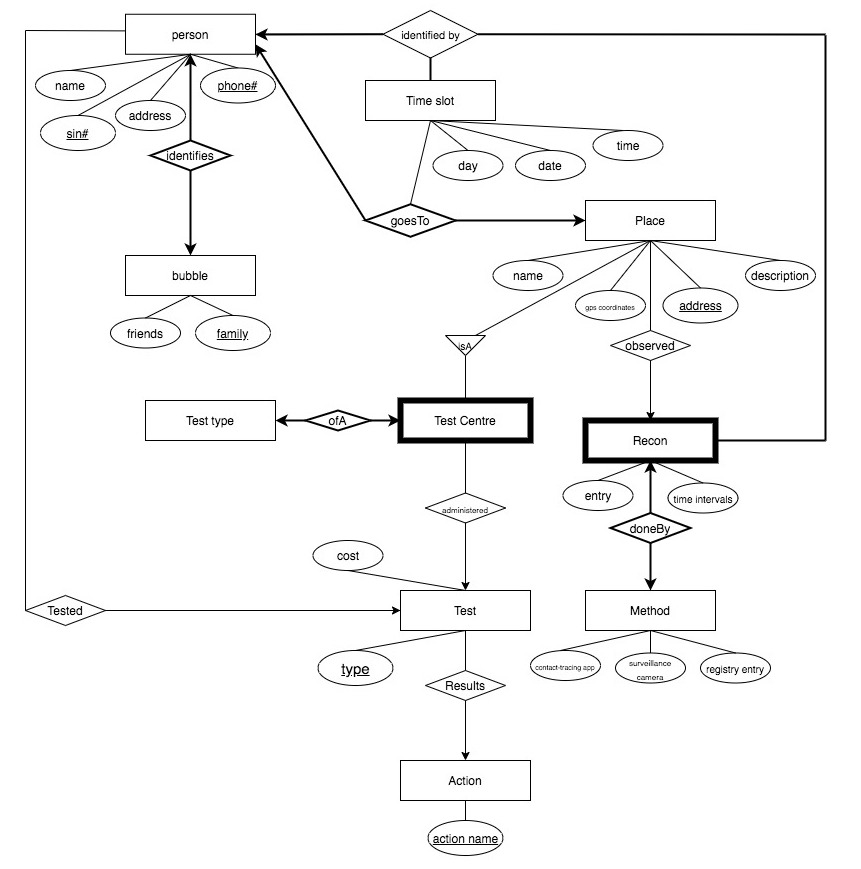 person
identified by
name
phone#
Time slot
address
sin#
identifies
day
date
time
goesTo
Place
bubble
name
gps coordinates
address
description
friends
family
isA
observed
Test type
ofA
Test Centre
Recon
entry
time intervals
administered
doneBy
cost
Tested
Test
Method
type
contact-tracing app
surveillance
camera
registry entry
Results
Action
action name